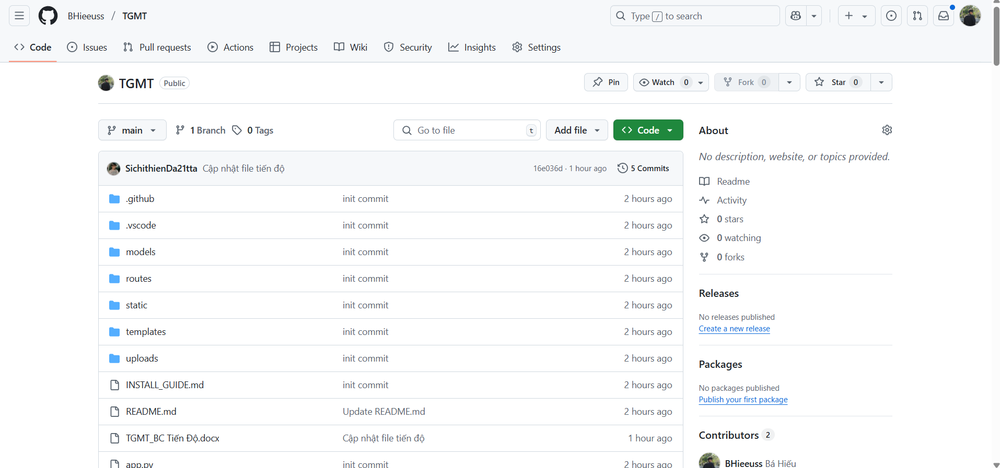 BHieeuss / TGMT
Type / to search
Code Issues Pull requests Actions Projects Wiki Security Insights Settings
TGMT Public
Pin Watch 0 Fork 0 Star 0
main 1 Branch 0 Tags Go to file t Add file Code
SichithienDa21tta Cập nhật file tiến độ 16e036d · 1 hour ago 5 Commits
.github init commit 2 hours ago
.vscode init commit 2 hours ago
models init commit 2 hours ago
routes init commit 2 hours ago
static init commit 2 hours ago
templates init commit 2 hours ago
uploads init commit 2 hours ago
INSTALL_GUIDE.md init commit 2 hours ago
README.md Update README.md 2 hours ago
TGMT_BC Tiến Độ.docx Cập nhật file tiến độ 1 hour ago
app.py init commit 2 hours ago
About
No description, website, or topics provided.
Readme
Activity
0 stars
0 watching
0 forks
Releases
No releases published
Create a new release
Packages
No packages published
Publish your first package
Contributors 2
BHieeuss Bá Hiếu